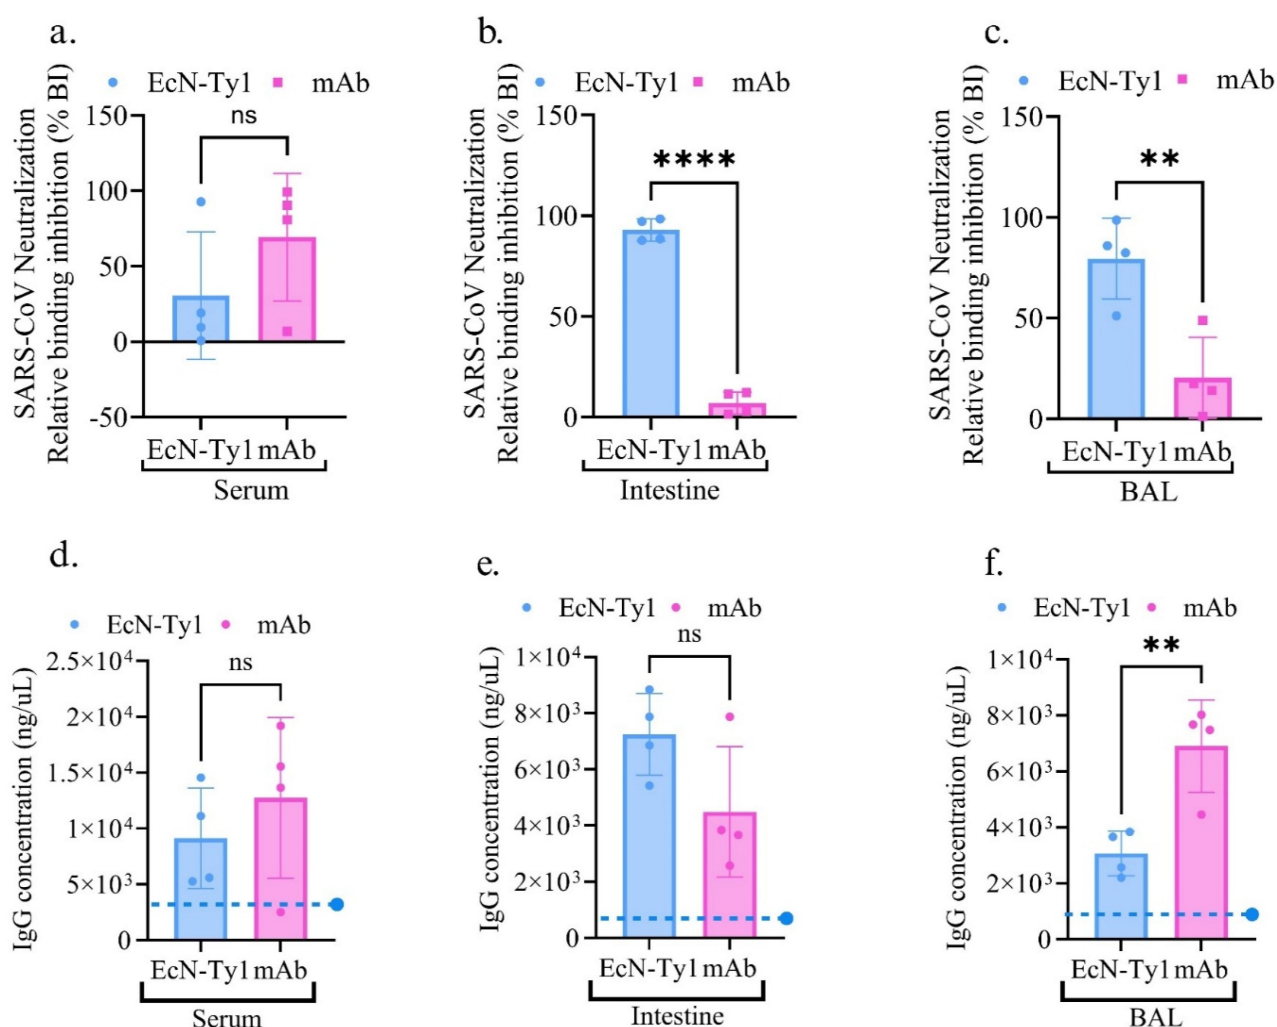 a.
EcN-Ty1 mAb
SARS-CoV Neutralization
Relative binding inhibition (% BI)
150
100
50
0
-50
ns
EcN-Ty1 mAb
Serum
b.
EcN-Ty1 mAb
SARS-CoV Neutralization
Relative binding inhibition (% BI)
150
100
50
0
****
EcN-Ty1 mAb
Intestine
c.
EcN-Ty1 mAb
SARS-CoV Neutralization
Relative binding inhibition (% BI)
150
100
50
0
**
EcN-Ty1 mAb
BAL
d.
EcN-Ty1 mAb
IgG concentration (ng/uL)
2.5×10⁴
2×10⁴
1.5×10⁴
1×10⁴
5×10³
0
ns
EcN-Ty1 mAb
Serum
e.
EcN-Ty1 mAb
IgG concentration (ng/uL)
1×10⁴
8×10³
6×10³
4×10³
2×10³
0
ns
EcN-Ty1 mAb
Intestine
f.
EcN-Ty1 mAb
IgG concentration (ng/uL)
1×10⁴
8×10³
6×10³
4×10³
2×10³
0
**
EcN-Ty1 mAb
BAL